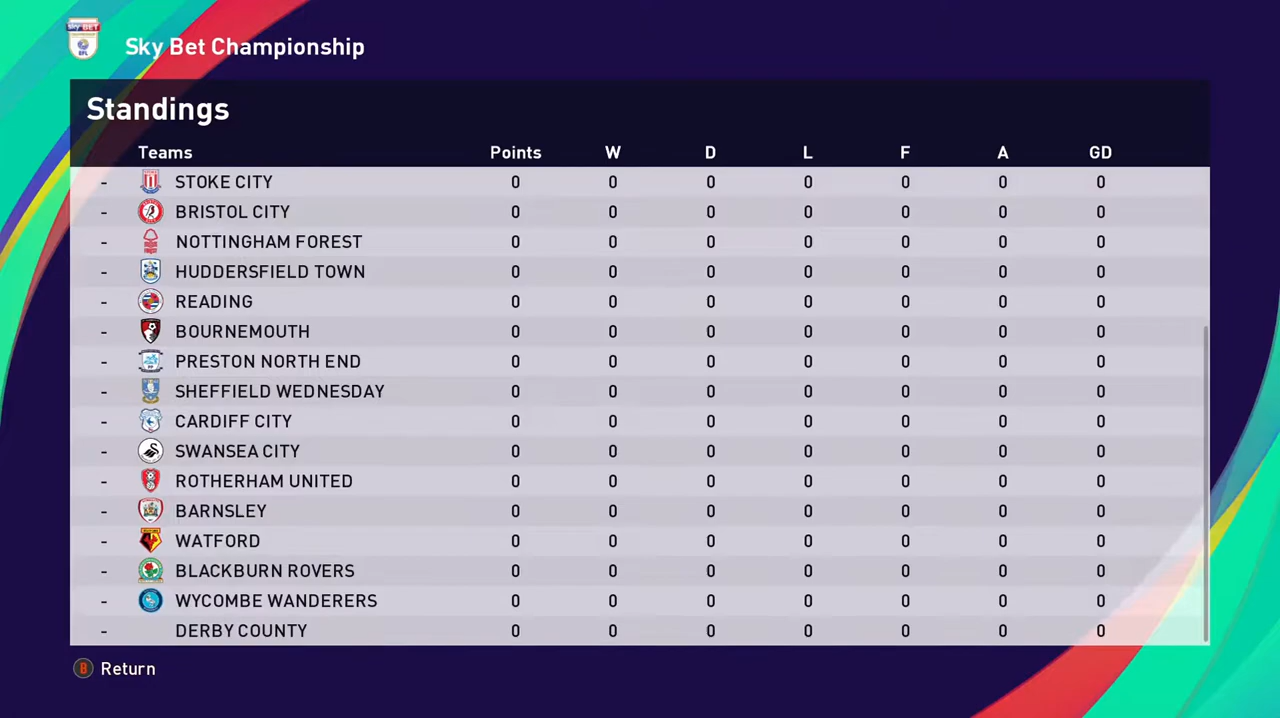 sky BET
EFL
Sky Bet Championship
Standings
Teams Points W D L F A GD
- STOKE CITY 0 0 0 0 0 0 0
- BRISTOL CITY 0 0 0 0 0 0 0
- NOTTINGHAM FOREST 0 0 0 0 0 0 0
- HUDDERSFIELD TOWN 0 0 0 0 0 0 0
- READING 0 0 0 0 0 0 0
- BOURNEMOUTH 0 0 0 0 0 0 0
- PRESTON NORTH END 0 0 0 0 0 0 0
- SHEFFIELD WEDNESDAY 0 0 0 0 0 0 0
- CARDIFF CITY 0 0 0 0 0 0 0
- SWANSEA CITY 0 0 0 0 0 0 0
- ROTHERHAM UNITED 0 0 0 0 0 0 0
- BARNSLEY 0 0 0 0 0 0 0
- WATFORD 0 0 0 0 0 0 0
- BLACKBURN ROVERS 0 0 0 0 0 0 0
- WYCOMBE WANDERERS 0 0 0 0 0 0 0
- DERBY COUNTY 0 0 0 0 0 0 0
B Return